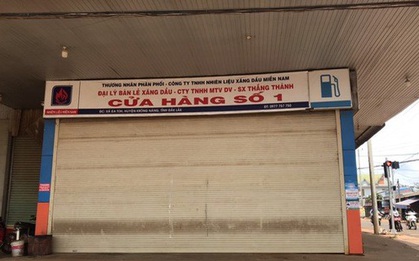 THƯƠNG NHÂN PHÂN PHỐI - CÔNG TY TNHH NHIÊN LIỆU XĂNG DẦU MIỀN NAM
ĐẠI LÝ BÁN LẺ XĂNG DẦU - CTY TNHH MTV DV - SX THẮNG THÀNH
CỬA HÀNG SỐ 1